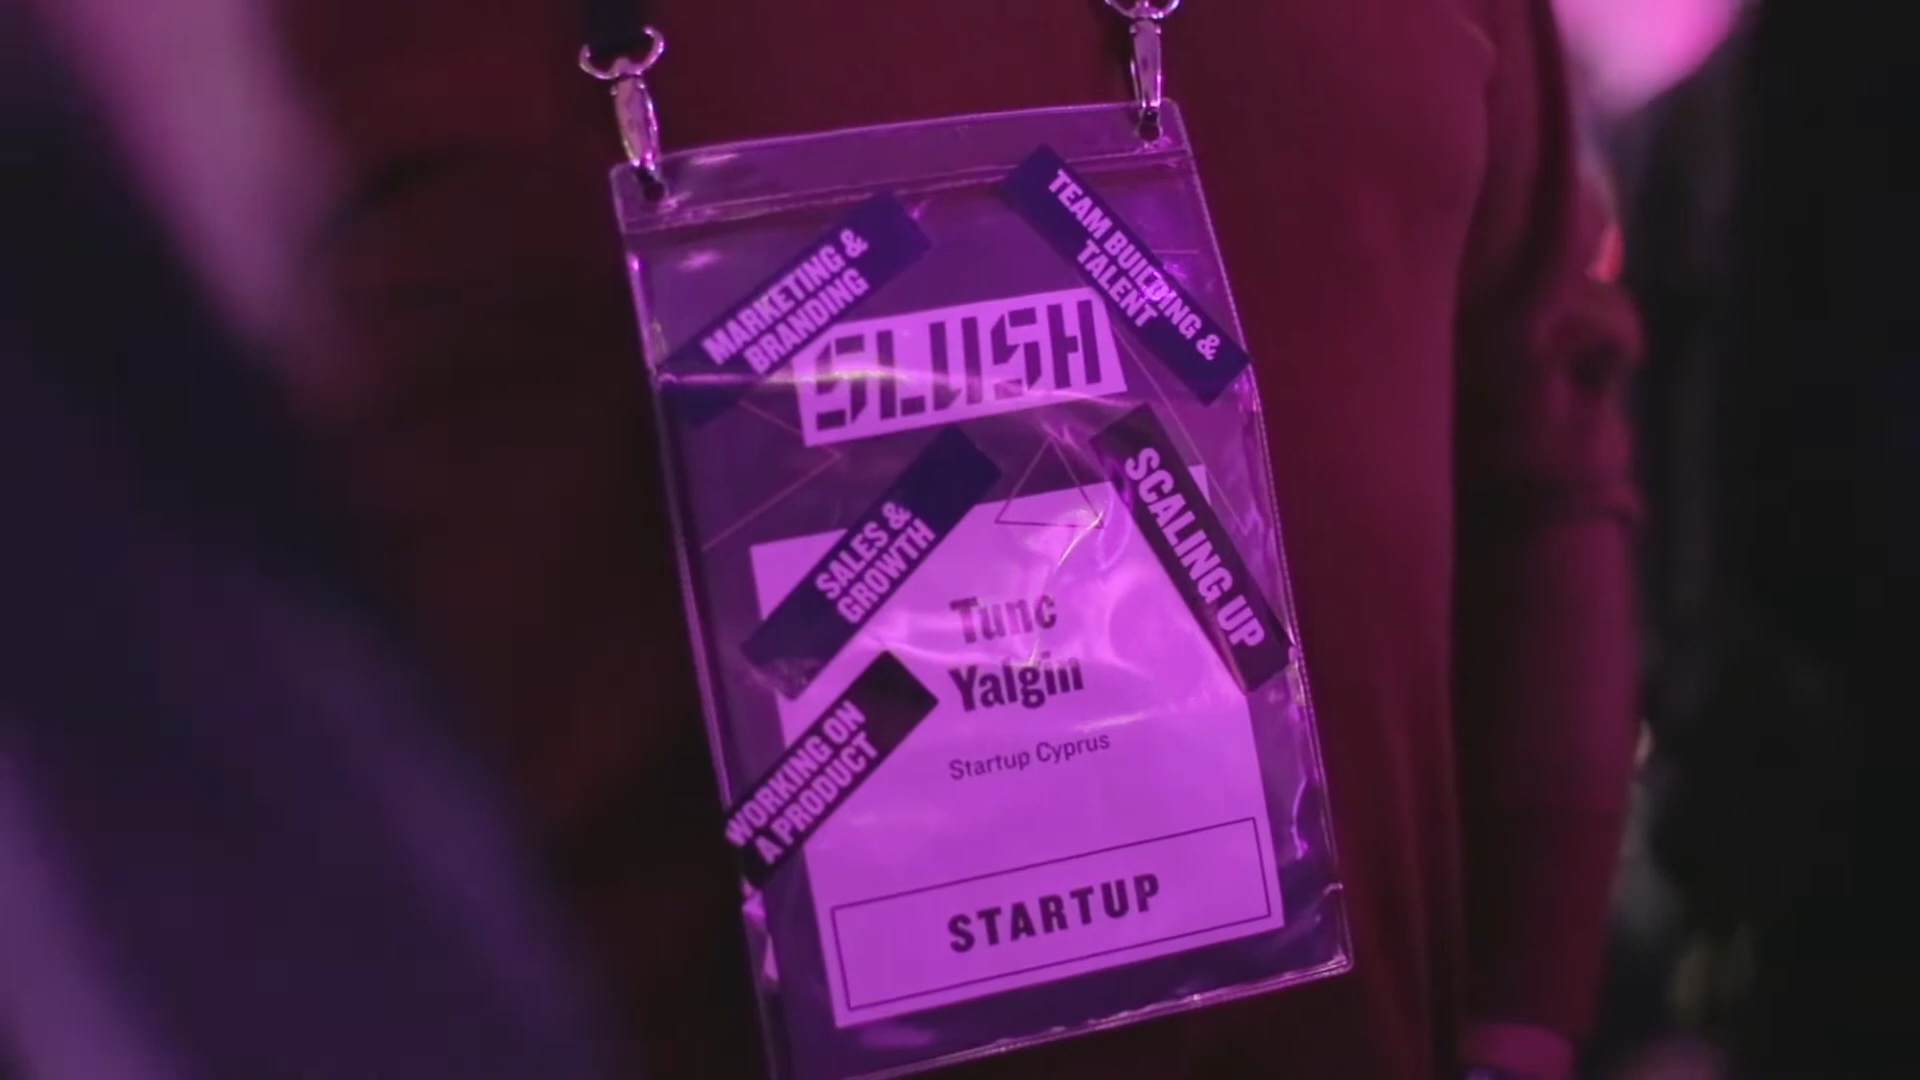 MARKETING &
BRANDING
TEAM BUILDING &
TALENT
SLUSH
SALES &
GROWTH
SCALING UP
Tunc
Yalgin
WORKING ON
A PRODUCT
Startup Cyprus
STARTUP